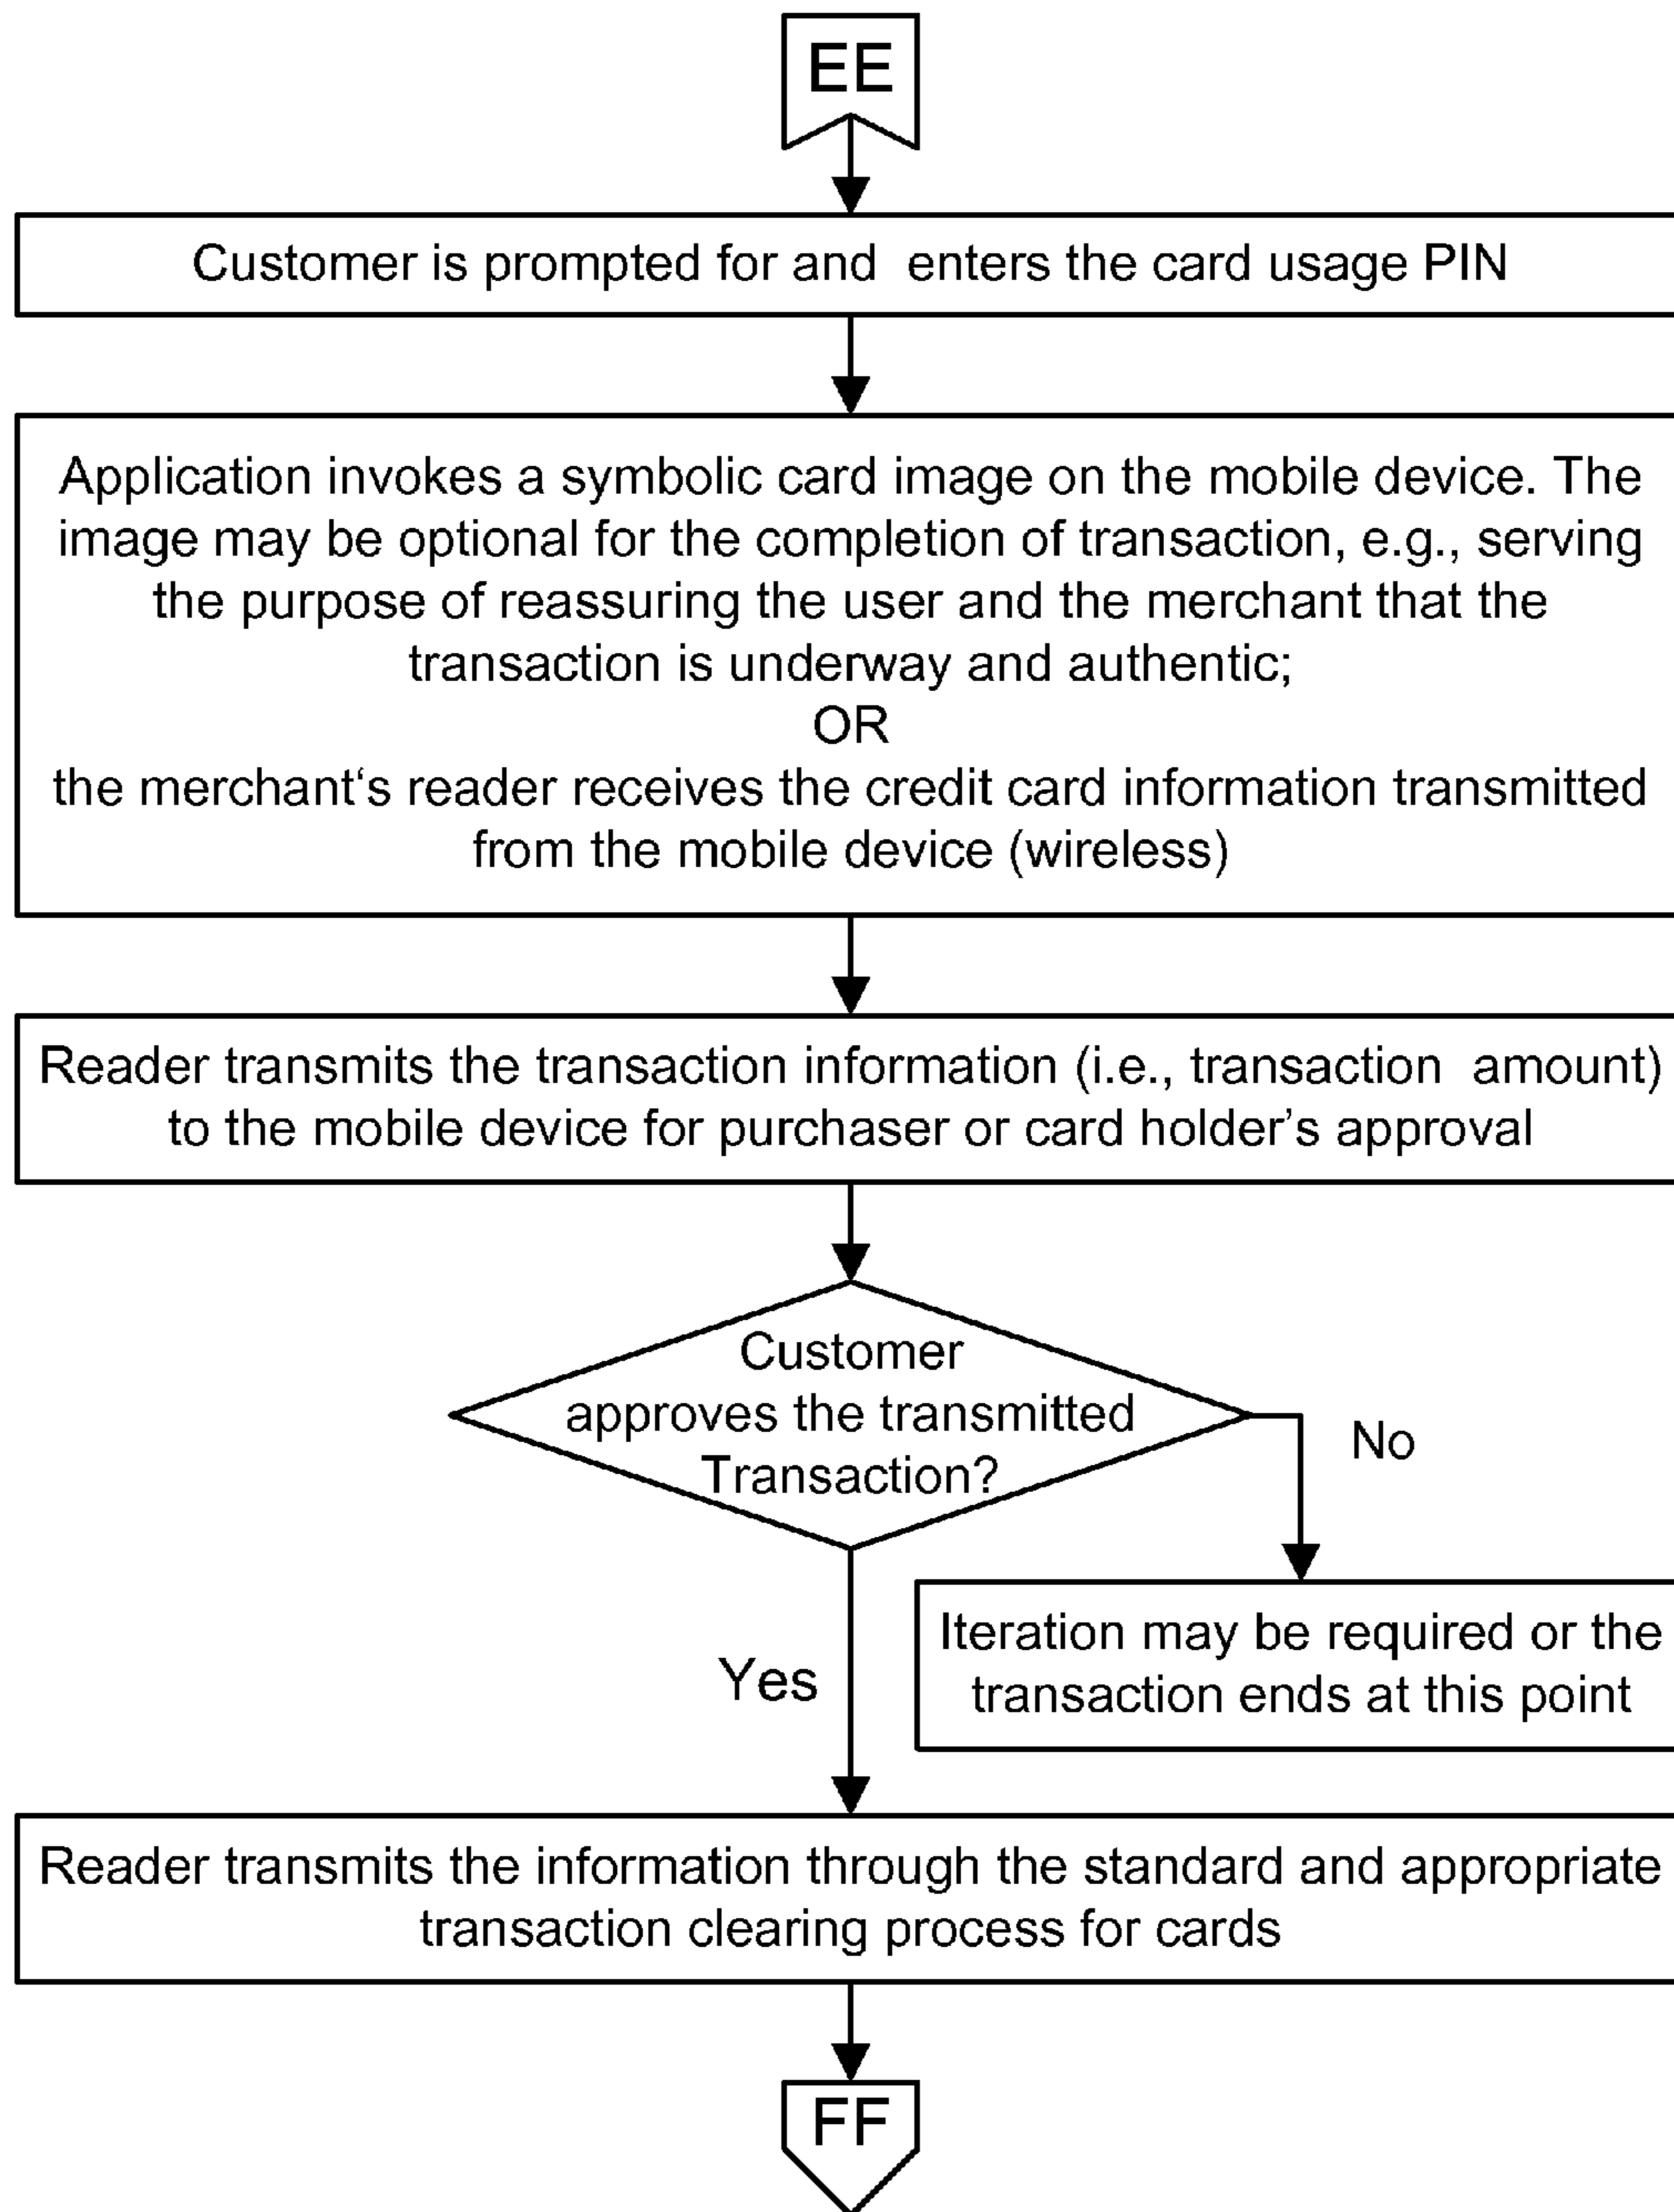 EE
Customer is prompted for and  enters the card usage PIN
Application invokes a symbolic card image on the mobile device. The
image may be optional for the completion of transaction, e.g., serving
the purpose of reassuring the user and the merchant that the
transaction is underway and authentic;
OR
the merchant‘s reader receives the credit card information transmitted
from the mobile device (wireless)
Reader transmits the transaction information (i.e., transaction  amount)
to the mobile device for purchaser or card holder’s approval
Customer
approves the transmitted
Transaction?
No
Iteration may be required or the
transaction ends at this point
Yes
Reader transmits the information through the standard and appropriate
transaction clearing process for cards
FF